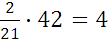 2/21 · 42 = 4